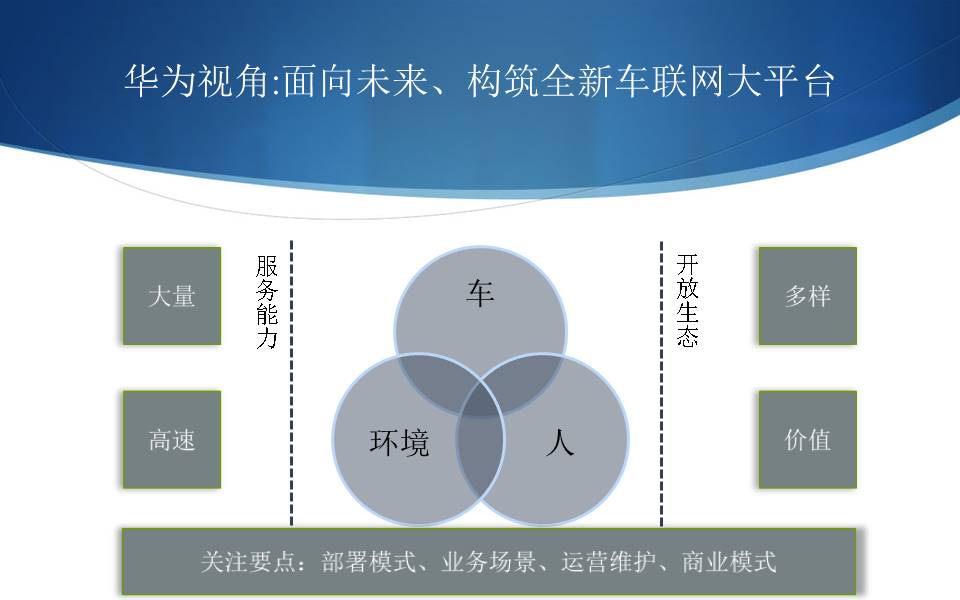 华为视角:面向未来、构筑全新车联网大平台
大量
高速
服务能力
车
环境
人
开放生态
多样
价值
关注要点：部署模式、业务场景、运营维护、商业模式